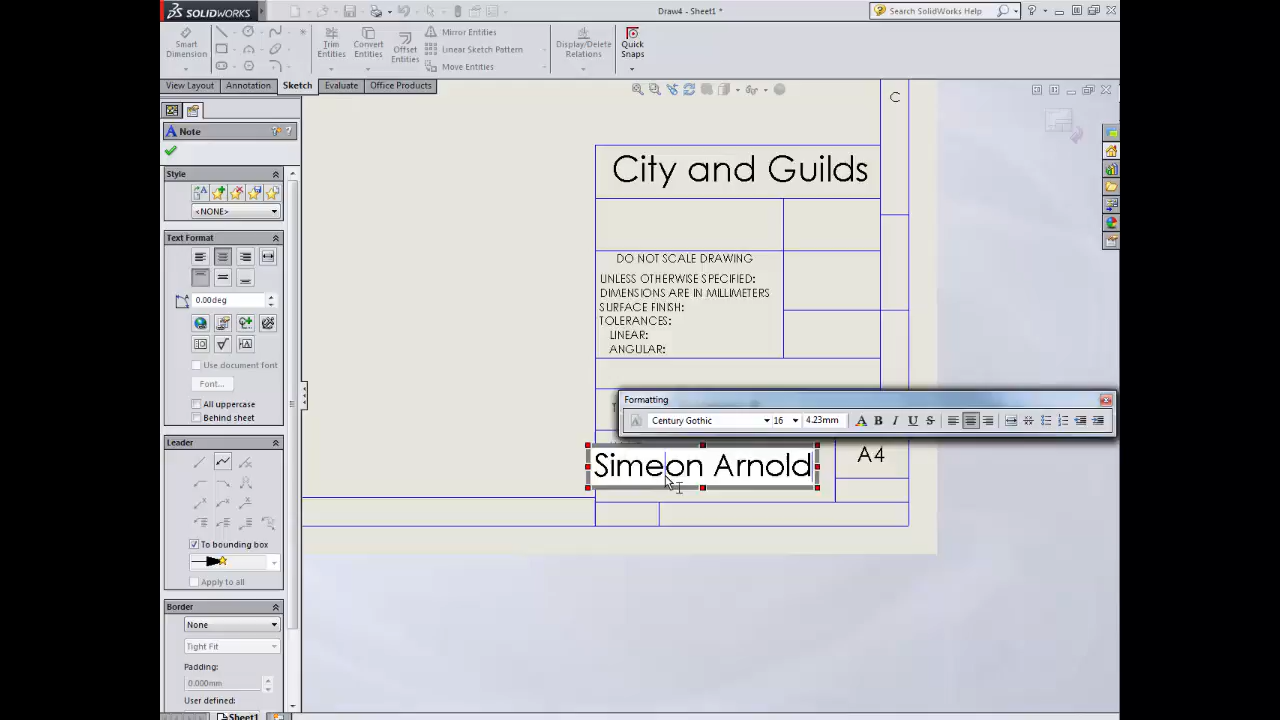 SOLIDWORKS
Draw4 - Sheet1 *
Search SolidWorks Help
Smart Dimension
Trim Entities
Convert Entities
Offset Entities
Mirror Entities
Linear Sketch Pattern
Move Entities
Display/Delete Relations
Quick Snaps
View Layout
Annotation
Sketch
Evaluate
Office Products
Note
Style
<NONE>
Text Format
0.00deg
Use document font
Font...
All uppercase
Behind sheet
Leader
To bounding box
Apply to all
Border
None
Tight Fit
Padding:
0.000mm
User defined:
C
City and Guilds
DO NOT SCALE DRAWING
UNLESS OTHERWISE SPECIFIED:
DIMENSIONS ARE IN MILLIMETERS
SURFACE FINISH:
TOLERANCES:
LINEAR:
ANGULAR:
Formatting
Century Gothic
16
4.23mm
A B I U S
Simeon Arnold
A4
Sheet1